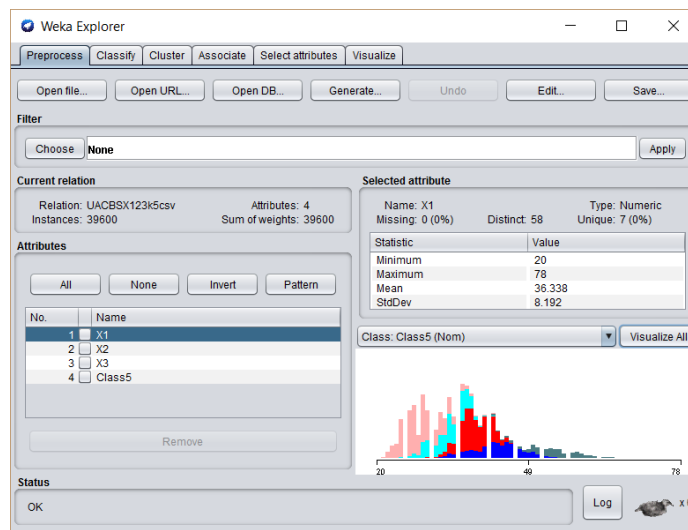 Weka Explorer
Preprocess Classify Cluster Associate Select attributes Visualize
Open file... Open URL... Open DB... Generate... Undo Edit... Save...
Filter
Choose None Apply
Current relation
Relation: UACBSX123k5csv Attributes: 4
Instances: 39600 Sum of weights: 39600
Selected attribute
Name: X1 Type: Numeric
Missing: 0 (0%) Distinct: 58 Unique: 7 (0%)
Statistic Value
Minimum 20
Maximum 78
Mean 36.338
StdDev 8.192
Attributes
All None Invert Pattern
No. Name
1 X1
2 X2
3 X3
4 Class5
Remove
Class: Class5 (Nom) Visualize All
20 49 78
Status
OK
Log